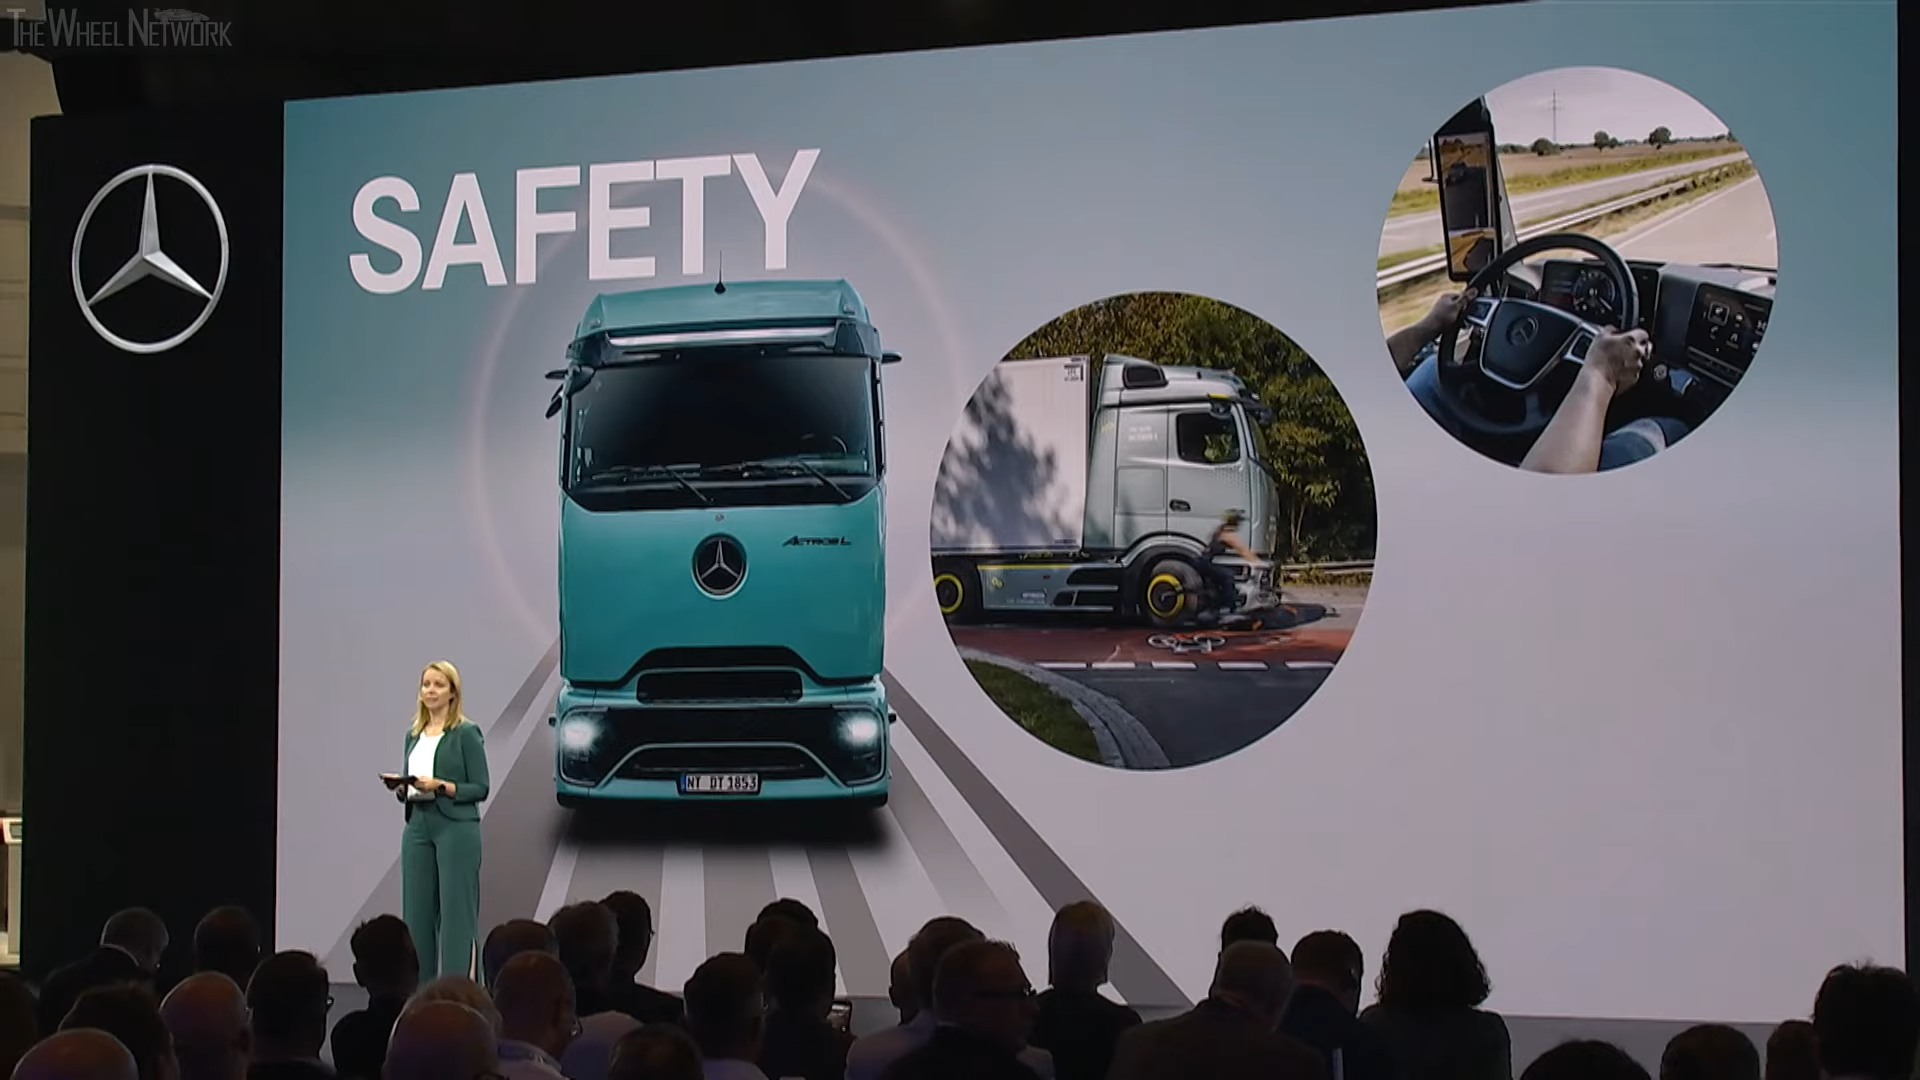 THE WHEEL NETWORK
SAFETY
ACTROS L
NT DT 1853